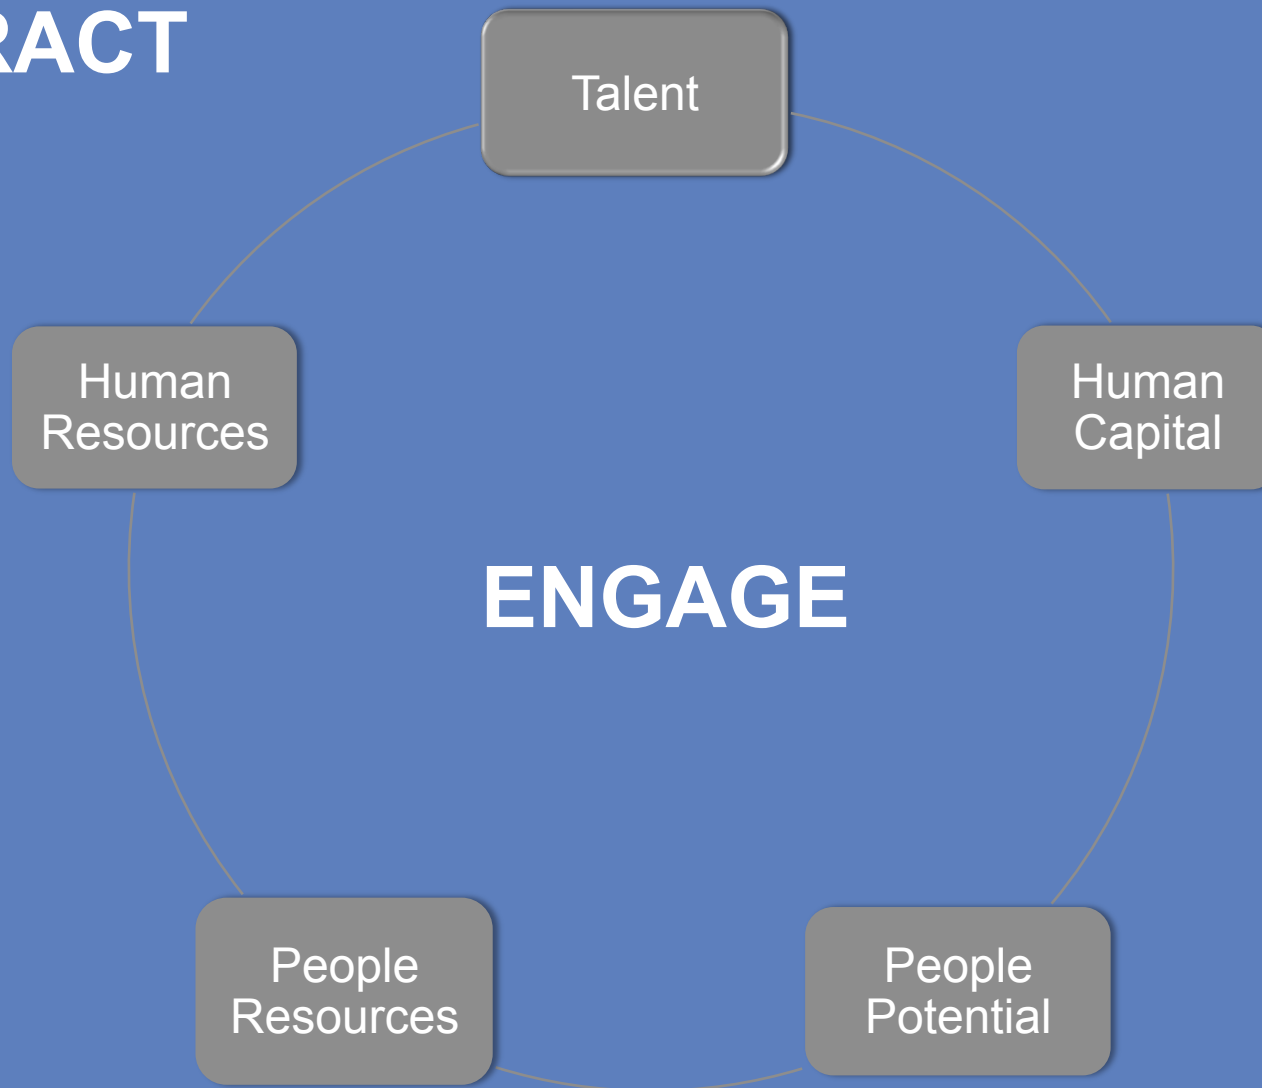 RACT
Talent
Human
Resources
Human
Capital
ENGAGE
People
Resources
People
Potential